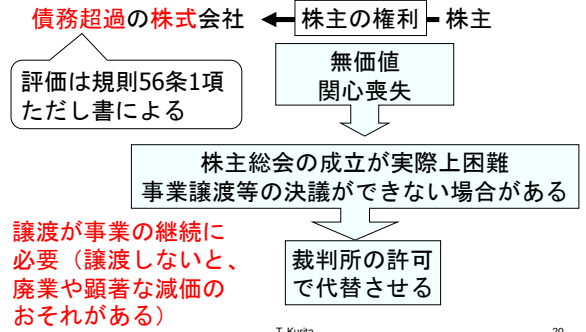 債務超過の株式会社
株主の権利
株主
評価は規則56条1項
ただし書による
無価値
関心喪失
株主総会の成立が実際上困難
事業譲渡等の決議ができない場合がある
譲渡が事業の継続に
必要（譲渡しないと、
廃業や顕著な減価の
おそれがある）
裁判所の許可
で代替させる
T. Kurita
20